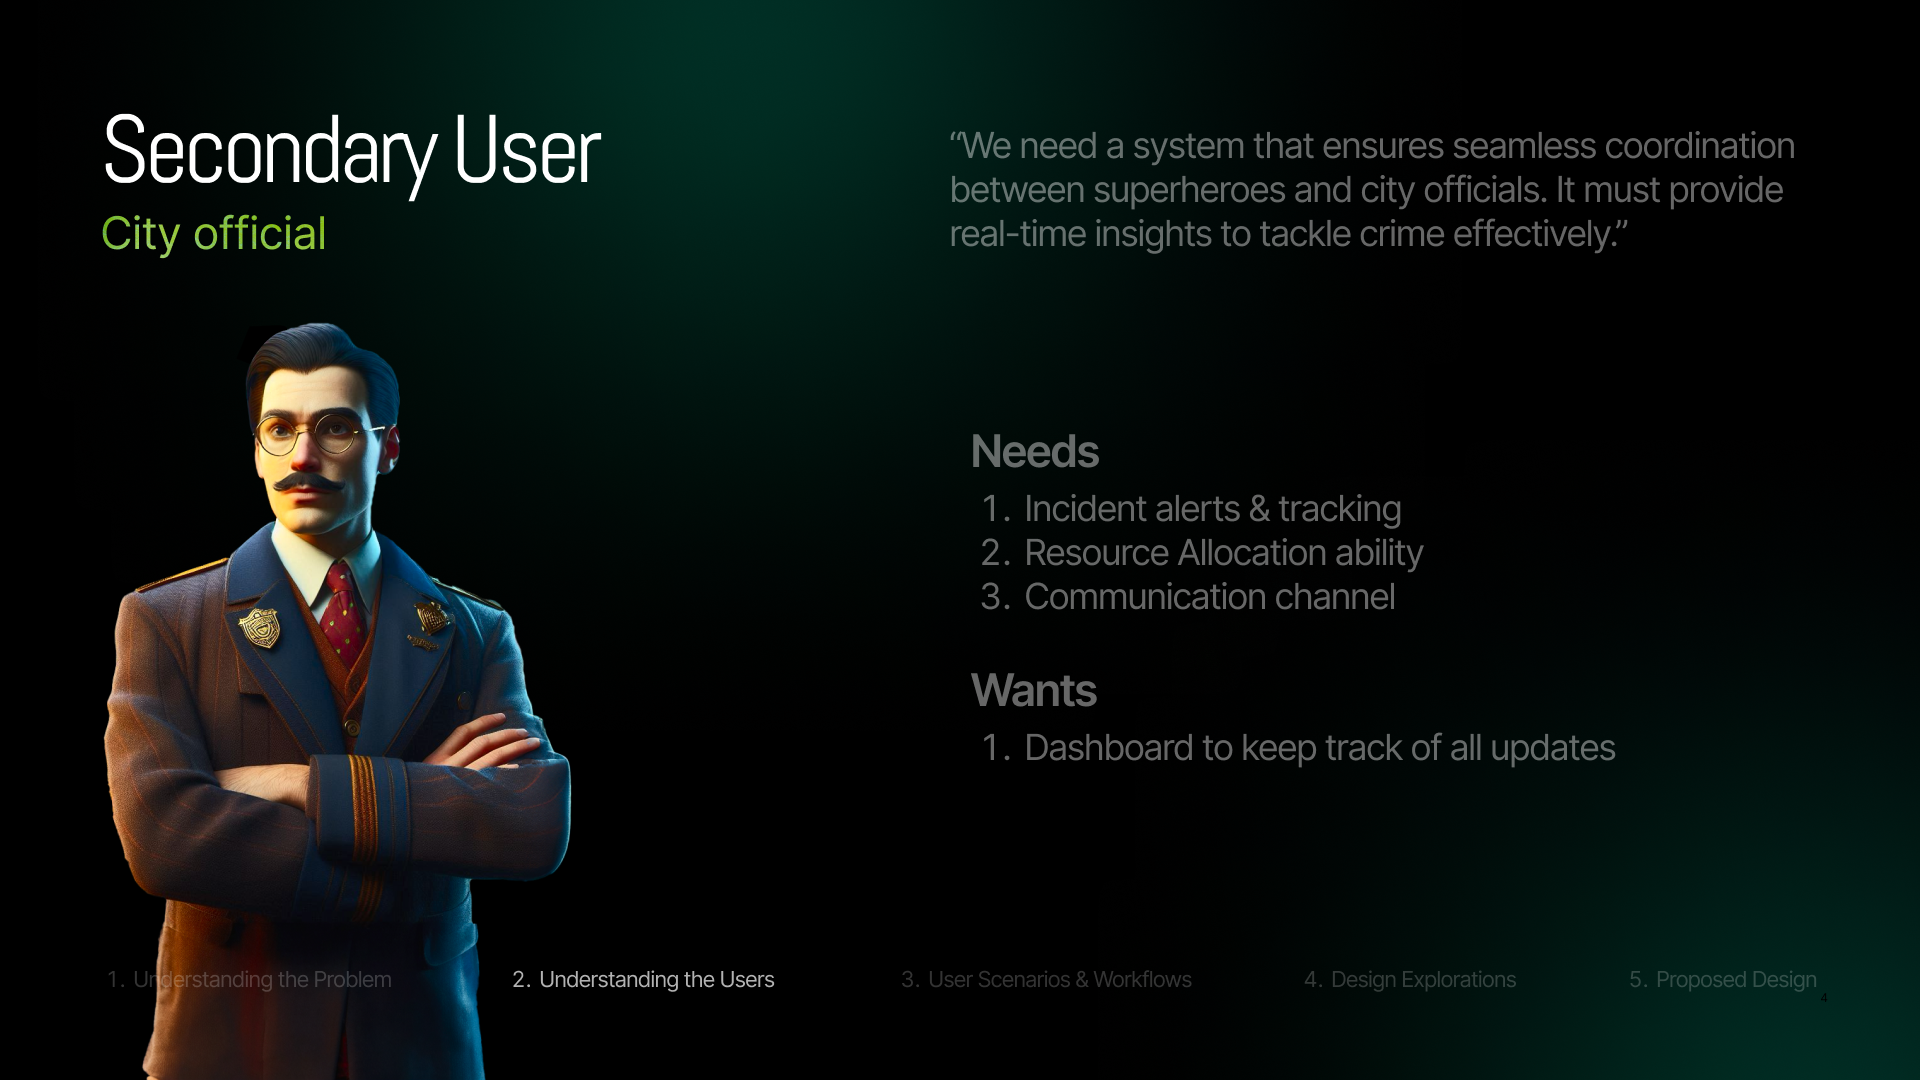 Secondary User
City official
“We need a system that ensures seamless coordination
between superheroes and city officials. It must provide
real-time insights to tackle crime effectively.”
Needs
1. Incident alerts & tracking
2. Resource Allocation ability
3. Communication channel
Wants
1. Dashboard to keep track of all updates
1. Understanding the Problem
2. Understanding the Users
3. User Scenarios & Workflows
4. Design Explorations
5. Proposed Design
4